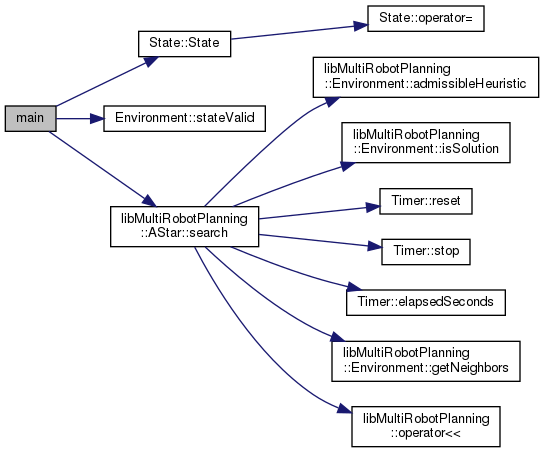 main
State::State
Environment::stateValid
libMultiRobotPlanning
::AStar::search
State::operator=
libMultiRobotPlanning
::Environment::admissibleHeuristic
libMultiRobotPlanning
::Environment::isSolution
Timer::reset
Timer::stop
Timer::elapsedSeconds
libMultiRobotPlanning
::Environment::getNeighbors
libMultiRobotPlanning
::operator<<